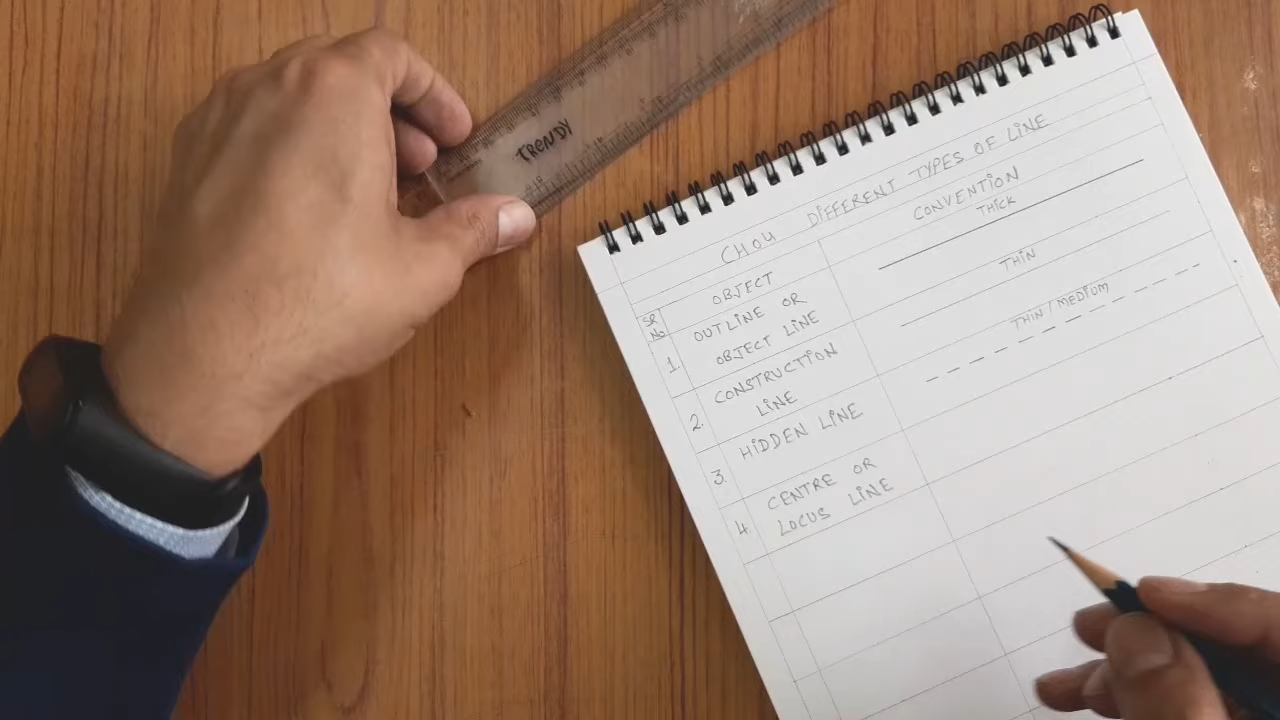 TRENDY
CHOU DIFFERENT TYPES OF LINE
SR No OBJECT CONVENTION
1. OUTLINE OR OBJECT LINE THICK
2. CONSTRUCTION LINE THIN
3. HIDDEN LINE THIN / MEDIUM
4. CENTRE OR LOCUS LINE